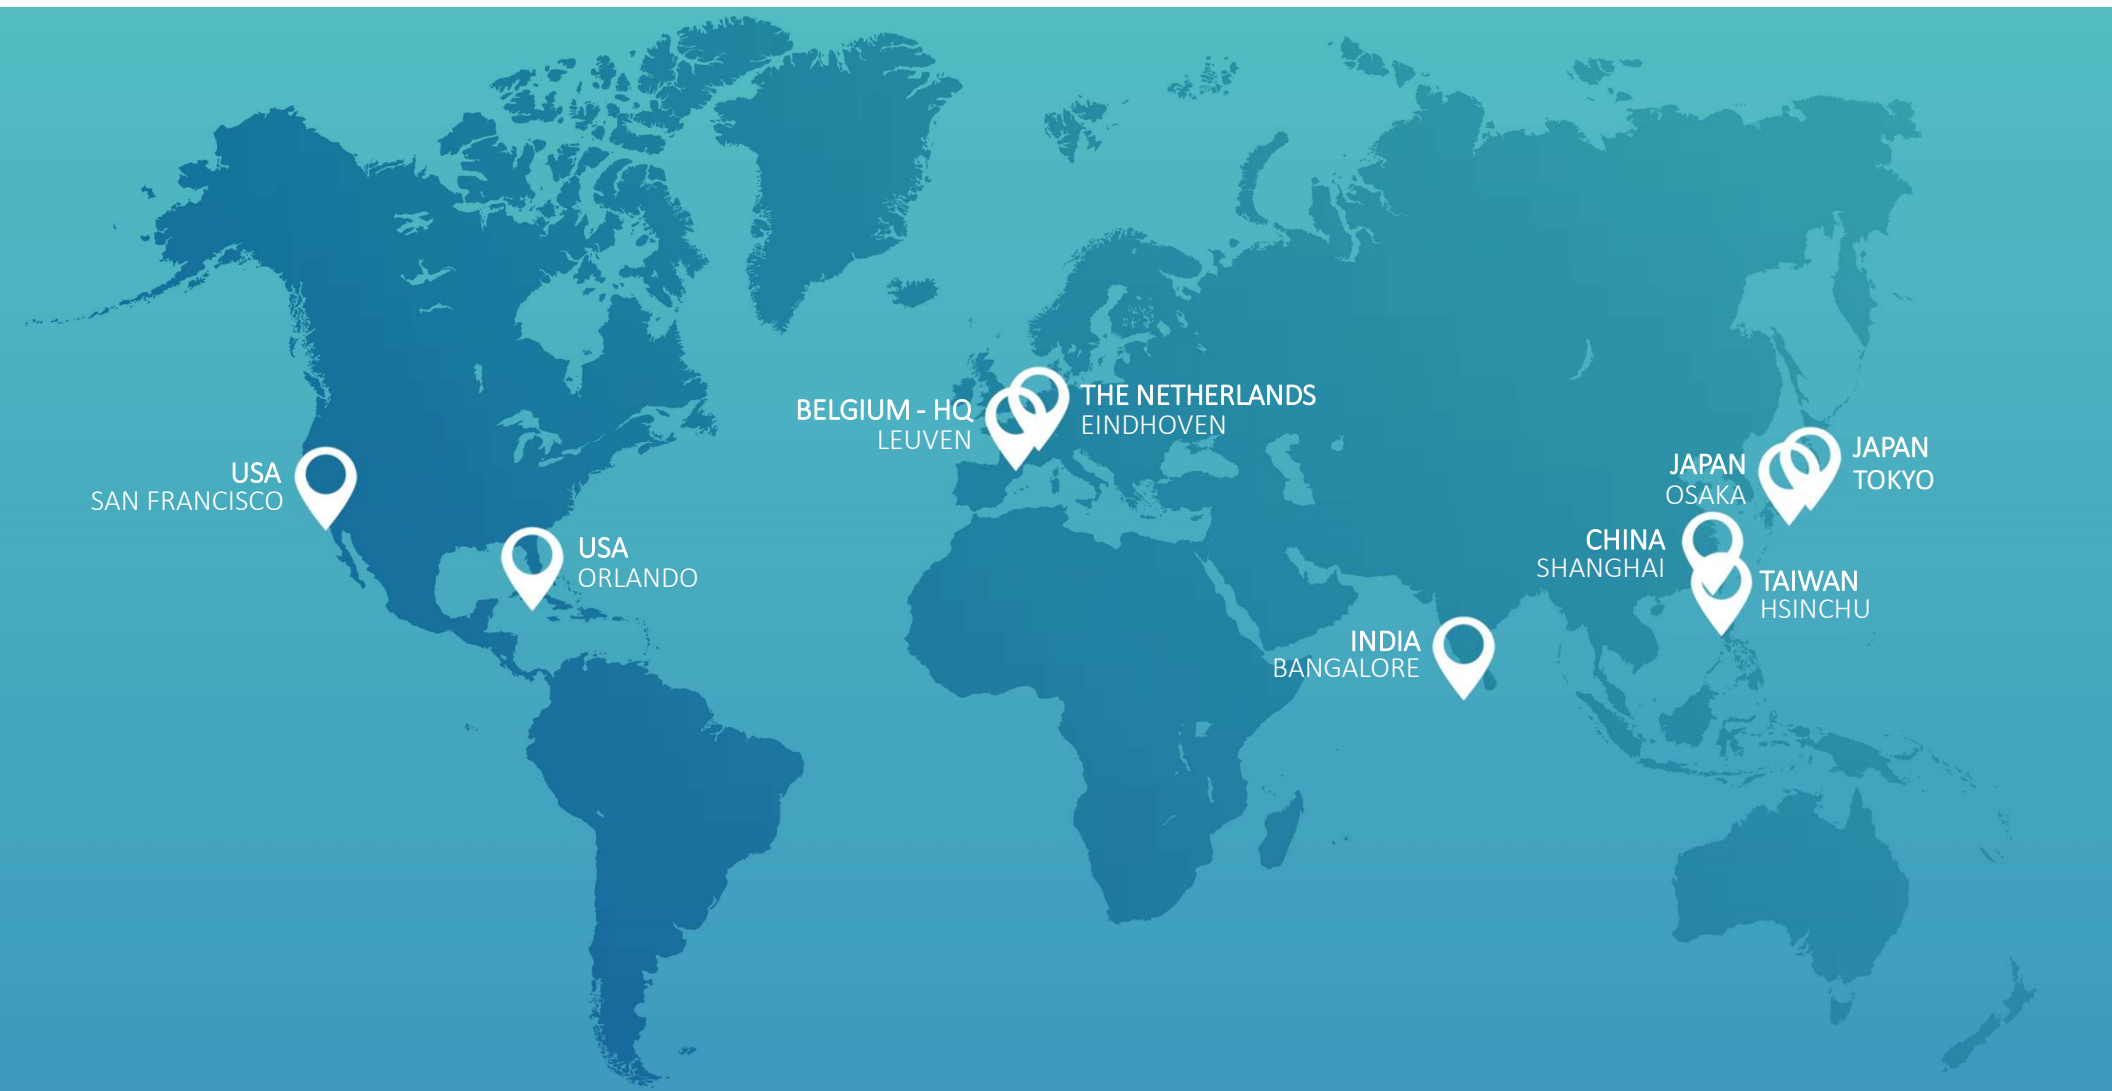 BELGIUM - HQ
LEUVEN
THE NETHERLANDS
EINDHOVEN
USA
SAN FRANCISCO
USA
ORLANDO
JAPAN
OSAKA
JAPAN
TOKYO
CHINA
SHANGHAI
TAIWAN
HSINCHU
INDIA
BANGALORE